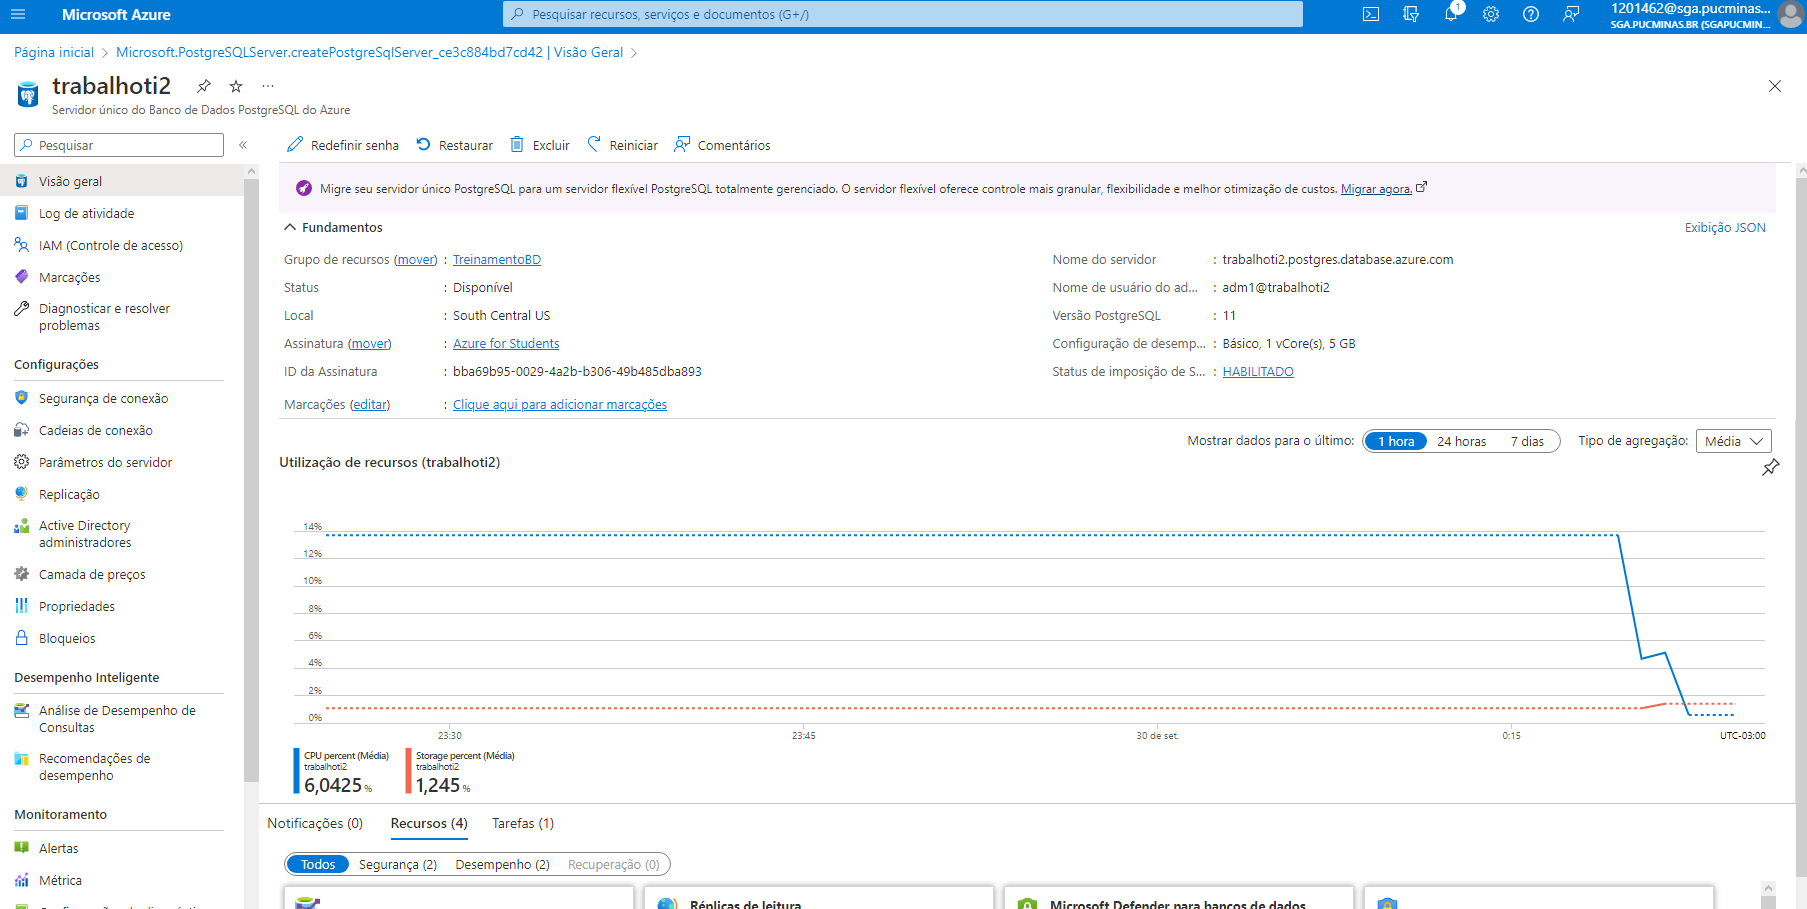 Microsoft Azure
Pesquisar recursos, serviços e documentos (G+/)
1
1201462@sga.pucminas...
SGA.PUCMINAS.BR (SGAPUCMIN...
Página inicial > Microsoft.PostgreSQLServer.createPostgreSqlServer_ce3c884bd7cd42 | Visão Geral >
trabalhoti2
Servidor único do Banco de Dados PostgreSQL do Azure
Pesquisar
Visão geral
Log de atividade
IAM (Controle de acesso)
Marcações
Diagnosticar e resolver
problemas
Configurações
Segurança de conexão
Cadeias de conexão
Parâmetros do servidor
Replicação
Active Directory
administradores
Camada de preços
Propriedades
Bloqueios
Desempenho Inteligente
Análise de Desempenho de
Consultas
Recomendações de
desempenho
Monitoramento
Alertas
Métrica
Redefinir senha Restaurar Excluir Reiniciar Comentários
Migre seu servidor único PostgreSQL para um servidor flexível PostgreSQL totalmente gerenciado. O servidor flexível oferece controle mais granular, flexibilidade e melhor otimização de custos. Migrar agora.
Fundamentos
Exibição JSON
Grupo de recursos (mover) : TreinamentoBD
Status : Disponível
Local : South Central US
Assinatura (mover) : Azure for Students
ID da Assinatura : bba69b95-0029-4a2b-b306-49b485dba893
Marcações (editar) : Clique aqui para adicionar marcações
Nome do servidor : trabalhoti2.postgres.database.azure.com
Nome de usuário do ad... : adm1@trabalhoti2
Versão PostgreSQL : 11
Configuração de desemp... : Básico, 1 vCore(s), 5 GB
Status de imposição de S... : HABILITADO
Mostrar dados para o último: 1 hora 24 horas 7 dias Tipo de agregação: Média
Utilização de recursos (trabalhoti2)
14%
12%
10%
8%
6%
4%
2%
0%
23:30 23:45 30 de set. 0:15 UTC-03:00
CPU percent (Média)
trabalhoti2
6,0425 %
Storage percent (Média)
trabalhoti2
1,245 %
Notificações (0) Recursos (4) Tarefas (1)
Todos Segurança (2) Desempenho (2) Recuperação (0)
Réplicas de leitura
Microsoft Defender para bancos de dados